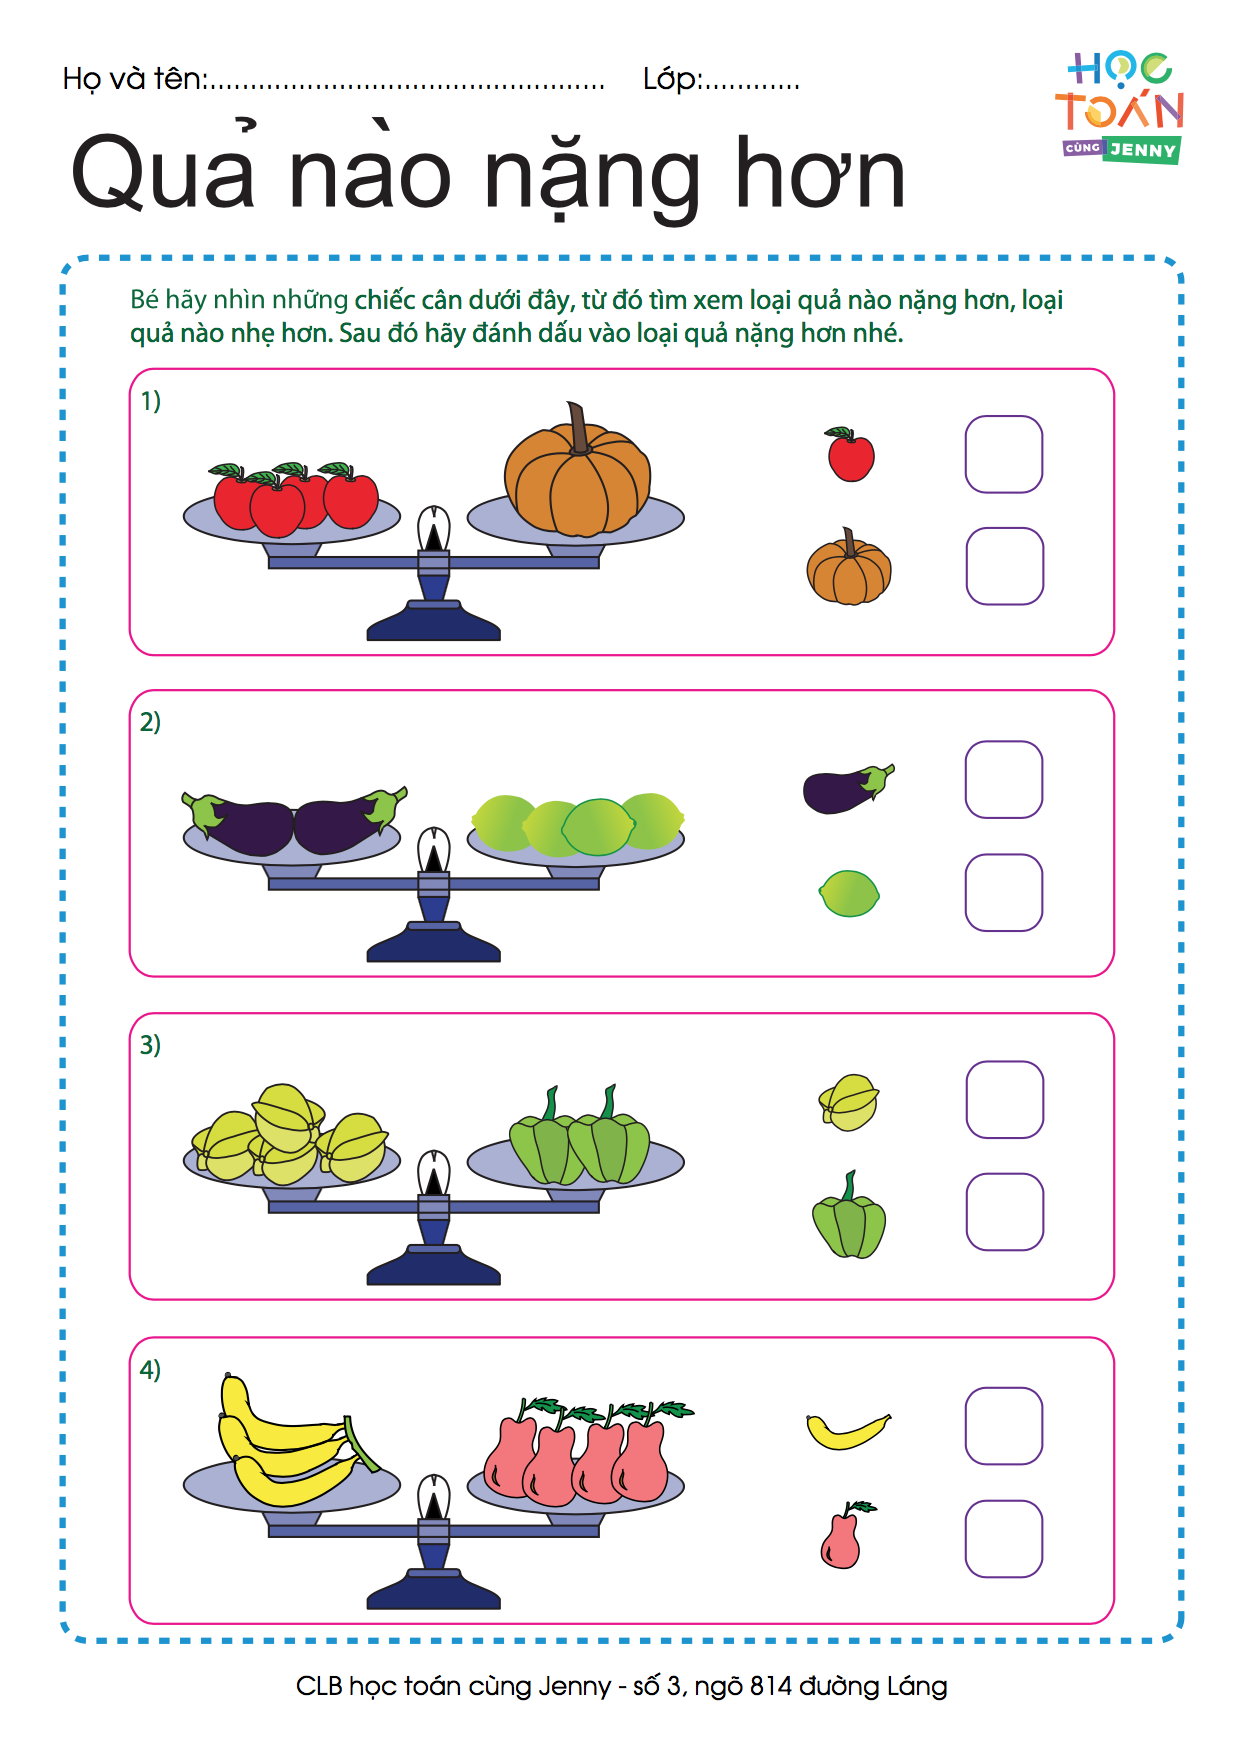 Họ và tên:................................................ Lớp:............
HỌC
TOÁN
CÙNG JENNY
Quả nào nặng hơn
Bé hãy nhìn những chiếc cân dưới đây, từ đó tìm xem loại quả nào nặng hơn, loại
quả nào nhẹ hơn. Sau đó hãy đánh dấu vào loại quả nặng hơn nhé.
1)
2)
3)
4)
CLB học toán cùng Jenny - số 3, ngõ 814 đường Láng